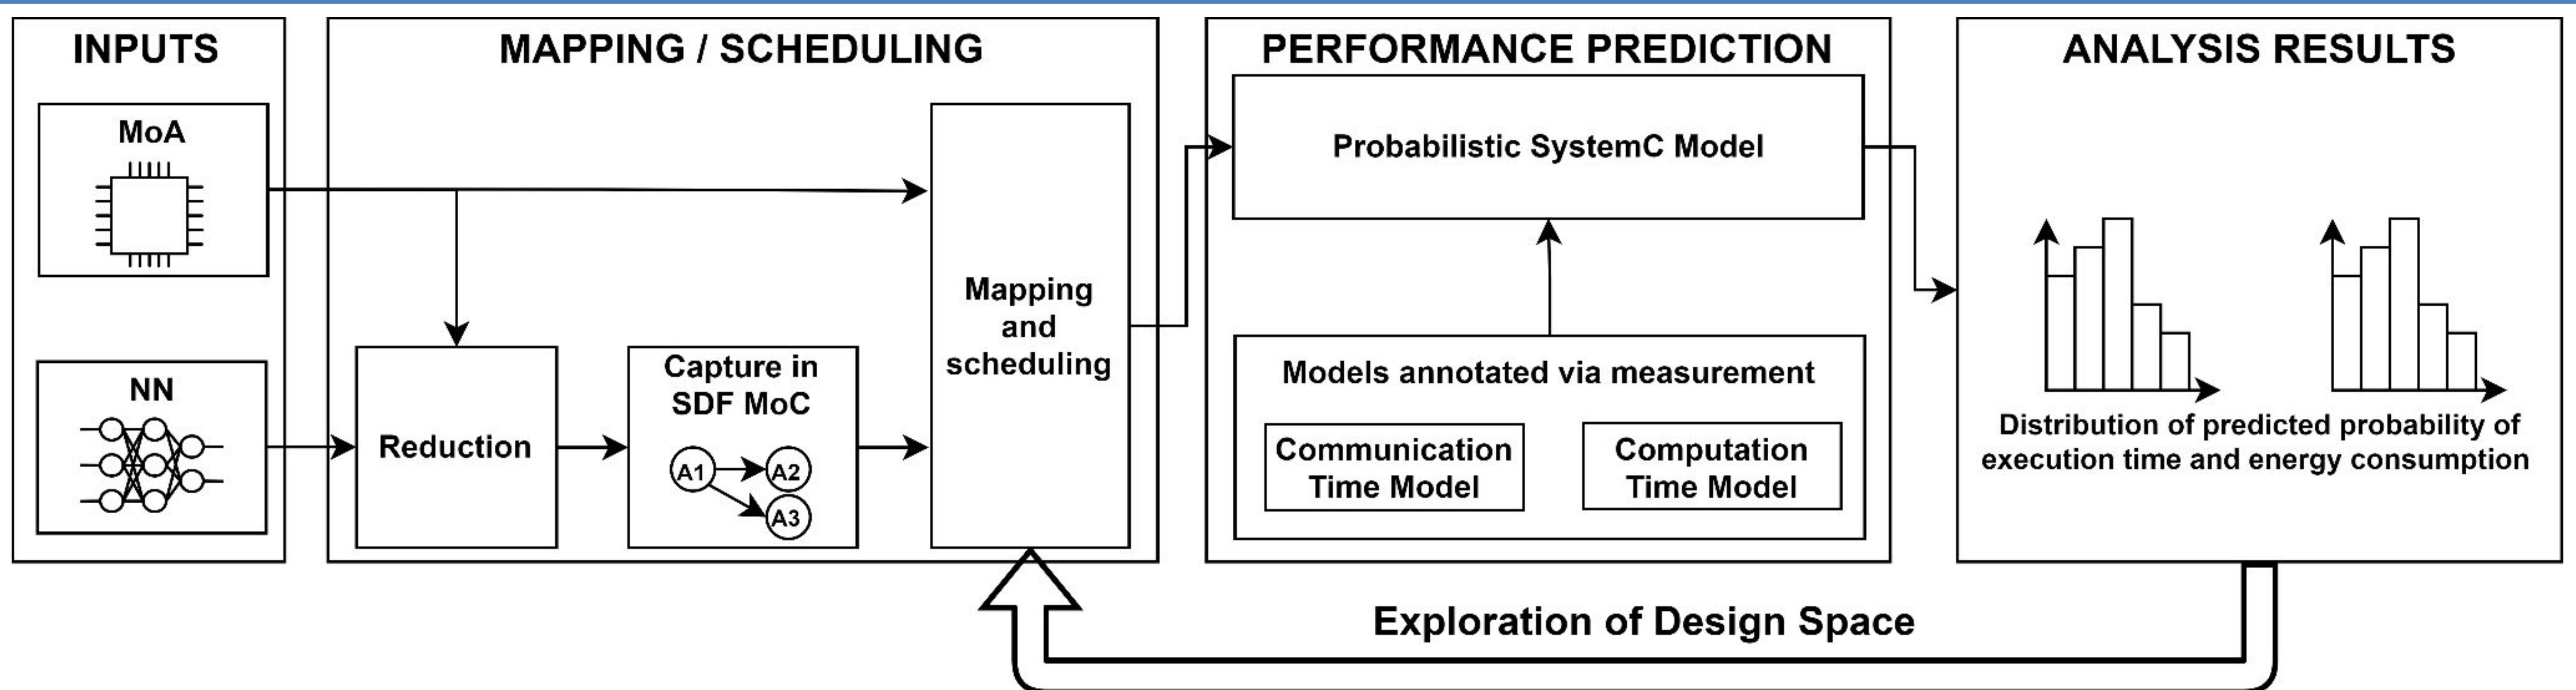 INPUTS
MoA
NN
MAPPING / SCHEDULING
Reduction
Capture in
SDF MoC
A1
A2
A3
Mapping
and
scheduling
PERFORMANCE PREDICTION
Probabilistic SystemC Model
Models annotated via measurement
Communication
Time Model
Computation
Time Model
ANALYSIS RESULTS
Distribution of predicted probability of
execution time and energy consumption
Exploration of Design Space